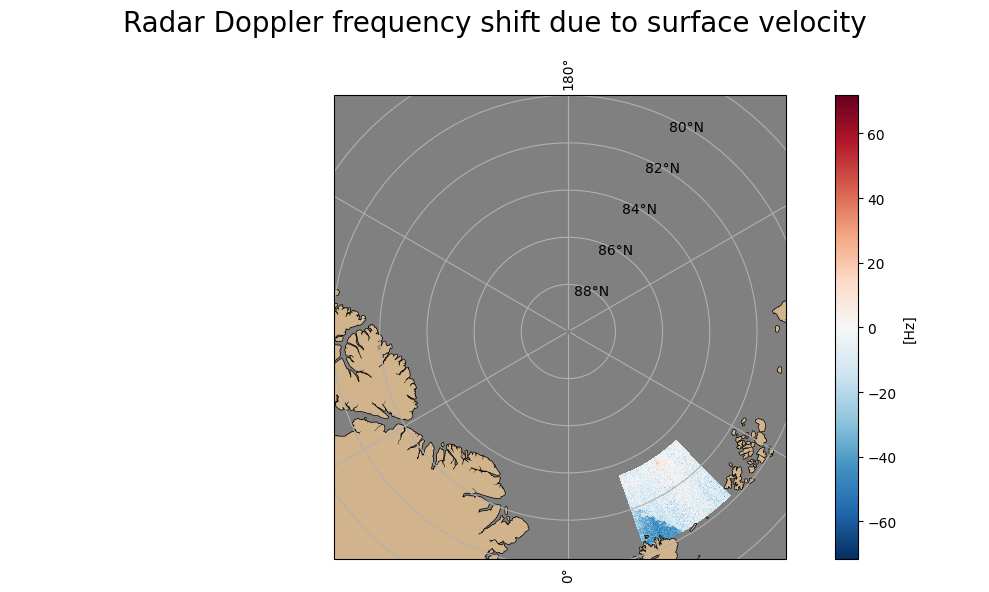 Radar Doppler frequency shift due to surface velocity
180°
80°N
82°N
84°N
86°N
88°N
0°
60
40
20
0
−20
−40
−60
[Hz]